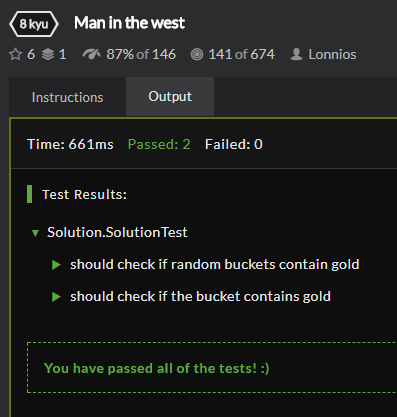 8 kyu Man in the west
6 1 87% of 146 141 of 674 Lonnios
Instructions Output
Time: 661ms Passed: 2 Failed: 0
Test Results:
Solution.SolutionTest
should check if random buckets contain gold
should check if the bucket contains gold
You have passed all of the tests! :)